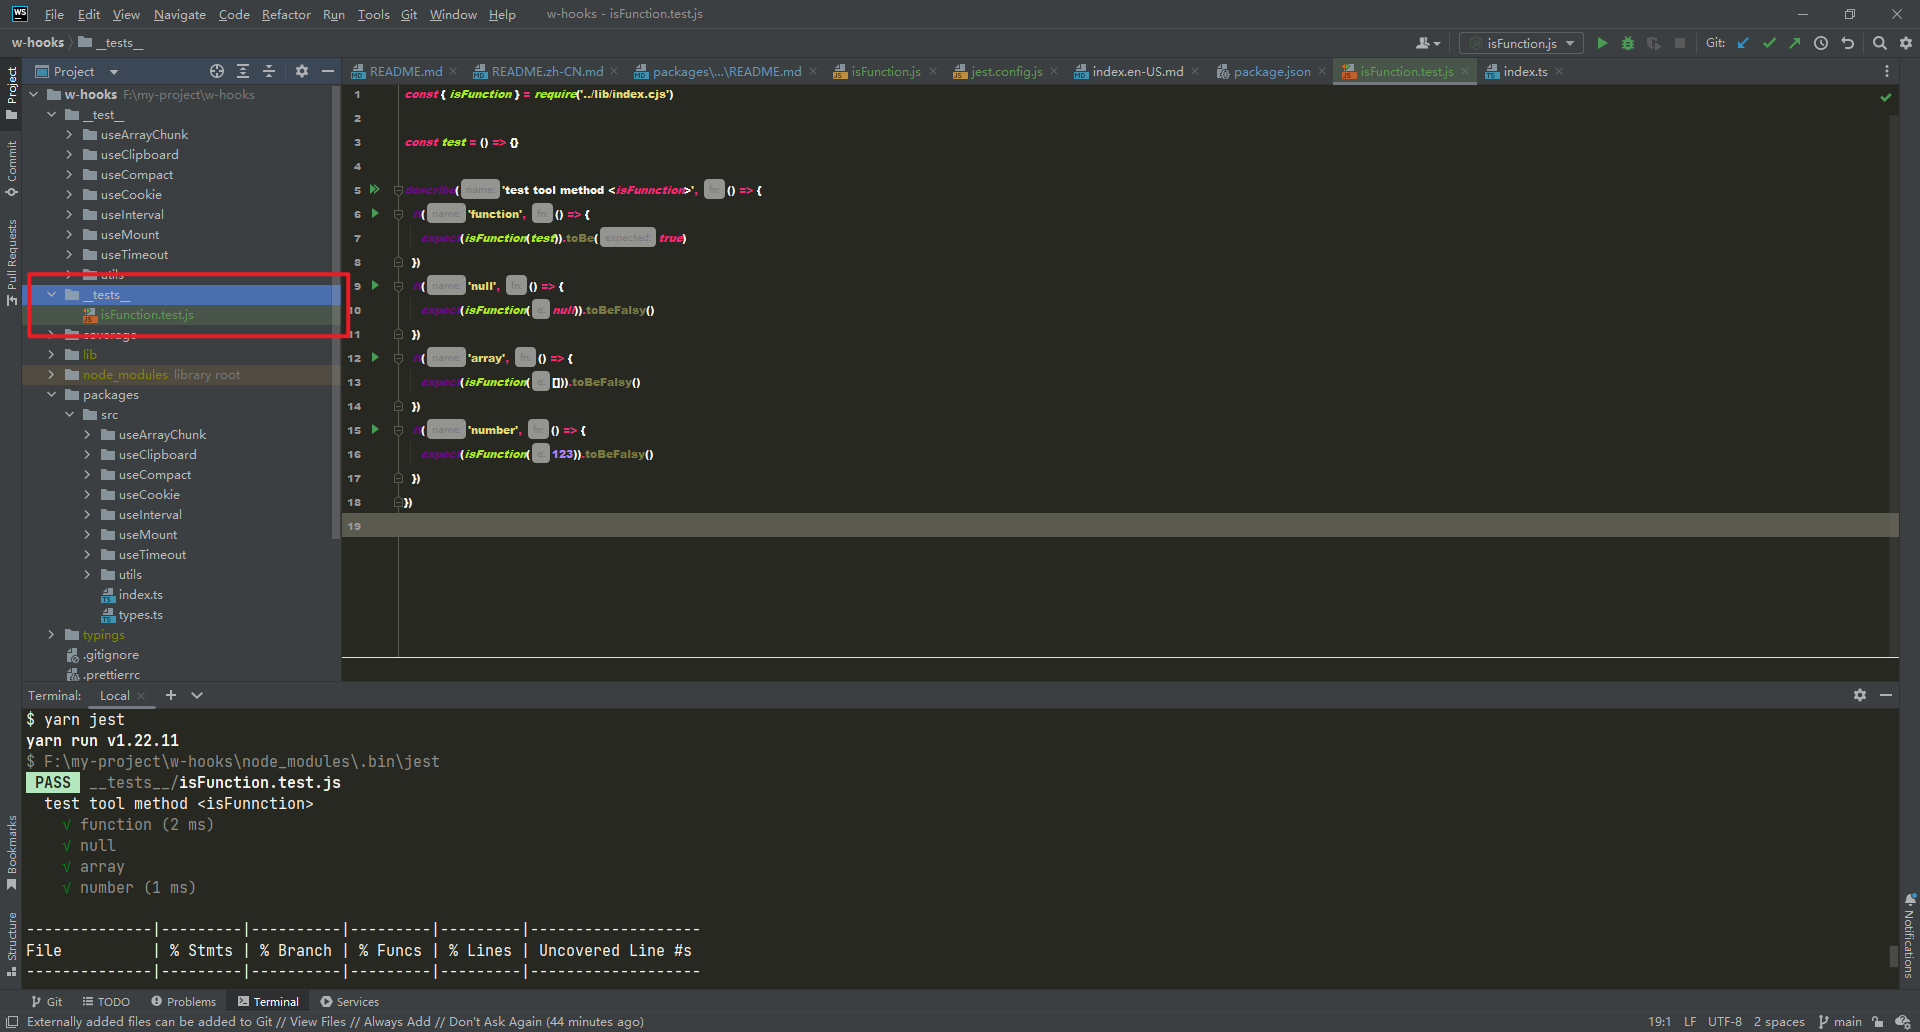 WS File Edit View Navigate Code Refactor Run Tools Git Window Help w-hooks - isFunction.test.js
w-hooks __tests__ isFunction.js Git:
Project
README.md README.zh-CN.md packages\...\README.md isFunction.js jest.config.js index.en-US.md package.json isFunction.test.js index.ts
Project
Commit
Pull Requests
Bookmarks
Structure
w-hooks F:\my-project\w-hooks
__test__
useArrayChunk
useClipboard
useCompact
useCookie
useInterval
useMount
useTimeout
utils
__tests__
isFunction.test.js
coverage
lib
node_modules library root
packages
src
useArrayChunk
useClipboard
useCompact
useCookie
useInterval
useMount
useTimeout
utils
index.ts
types.ts
typings
.gitignore
.prettierrc
1 const { isFunction } = require('../lib/index.cjs')
2
3 const test = () => {}
4
5 describe( name: 'test tool method <isFunnction>', fn: () => {
6 it( name: 'function', fn: () => {
7 expect(isFunction(test)).toBe( expected: true)
8 })
9 it( name: 'null', fn: () => {
10 expect(isFunction( e: null)).toBeFalsy()
11 })
12 it( name: 'array', fn: () => {
13 expect(isFunction( e: [])).toBeFalsy()
14 })
15 it( name: 'number', fn: () => {
16 expect(isFunction( e: 123)).toBeFalsy()
17 })
18 })
19
Terminal: Local
$ yarn jest
yarn run v1.22.11
$ F:\my-project\w-hooks\node_modules\.bin\jest
PASS __tests__/isFunction.test.js
test tool method <isFunnction>
√ function (2 ms)
√ null
√ array
√ number (1 ms)
--------------|---------|----------|---------|---------|-------------------
File | % Stmts | % Branch | % Funcs | % Lines | Uncovered Line #s
--------------|---------|----------|---------|---------|-------------------
Notifications
Git TODO Problems Terminal Services
Externally added files can be added to Git // View Files // Always Add // Don't Ask Again (44 minutes ago) 19:1 LF UTF-8 2 spaces main